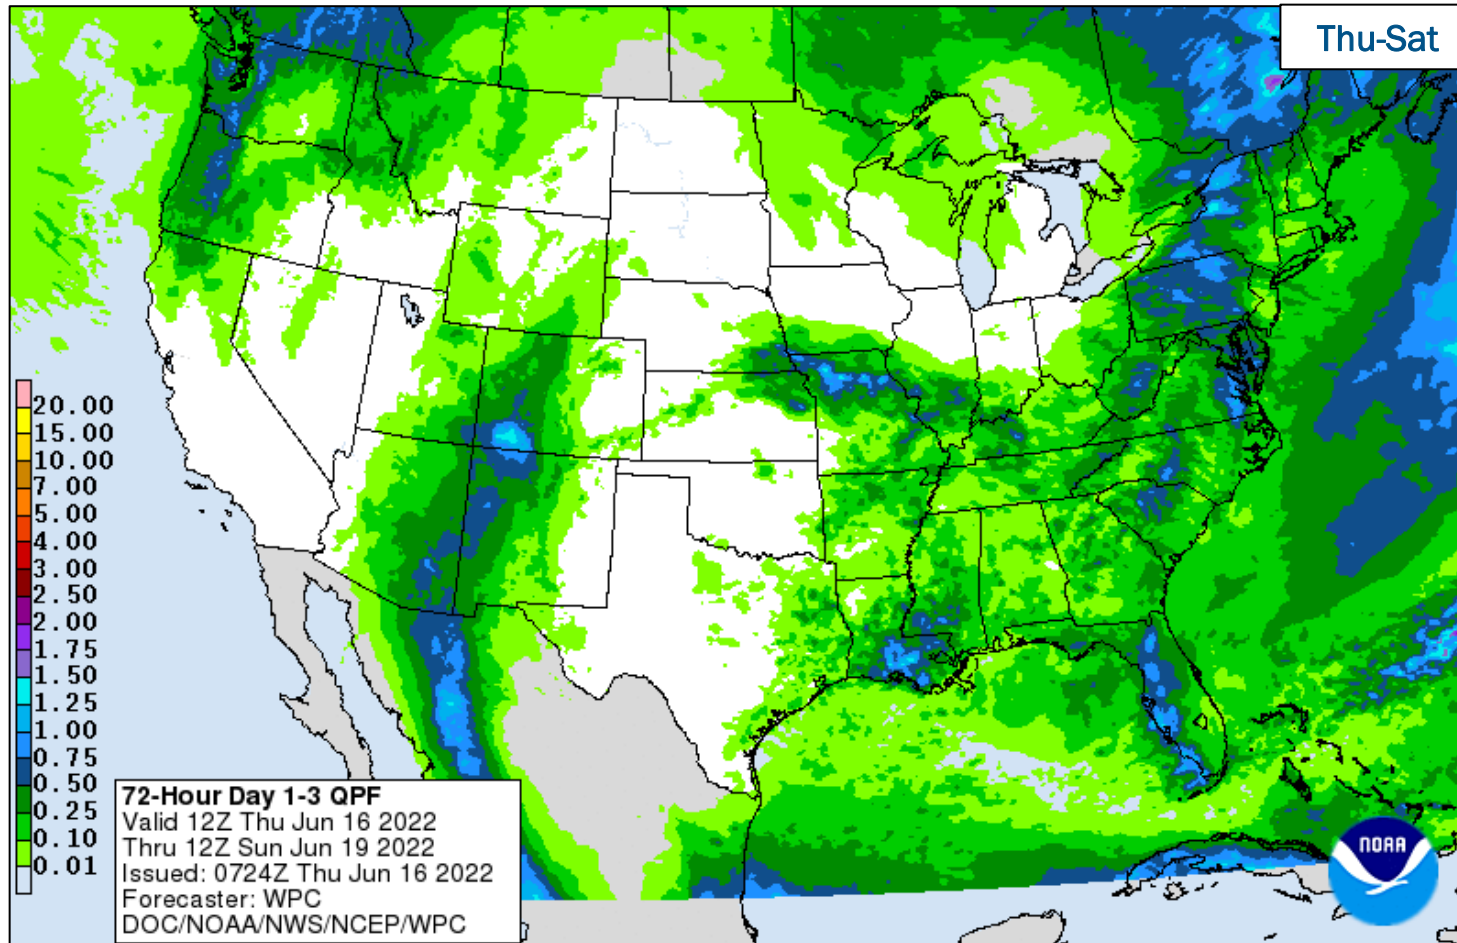 Thu-Sat
20.00
15.00
10.00
7.00
5.00
4.00
3.00
2.50
2.00
1.75
1.50
1.25
1.00
0.75
0.50
0.25
0.10
0.01
72-Hour Day 1-3 QPF
Valid 12Z Thu Jun 16 2022
Thru 12Z Sun Jun 19 2022
Issued: 0724Z Thu Jun 16 2022
Forecaster: WPC
DOC/NOAA/NWS/NCEP/WPC
NOAA